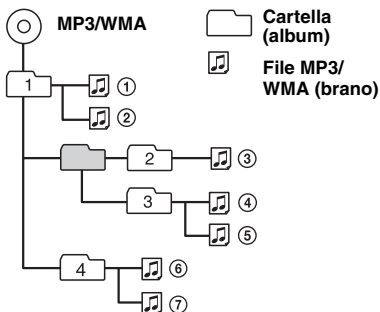 MP3/WMA
Cartella
(album)
File MP3/
WMA (brano)
1
①
②
2
③
3
④
⑤
4
⑥
⑦